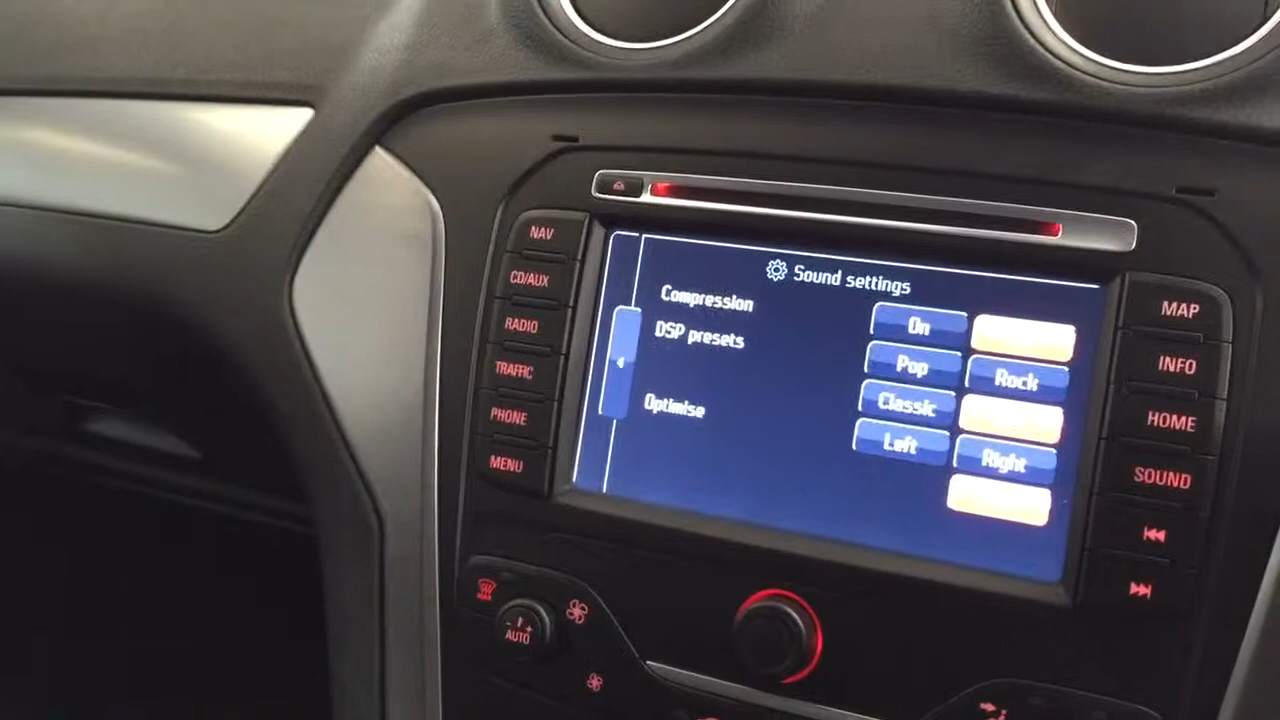 NAV
CD/AUX
RADIO
TRAFFIC
PHONE
MENU
Sound settings
Compression
On
DSP presets
Pop
Rock
Classic
Optimise
Left
Right
MAP
INFO
HOME
SOUND
AUTO